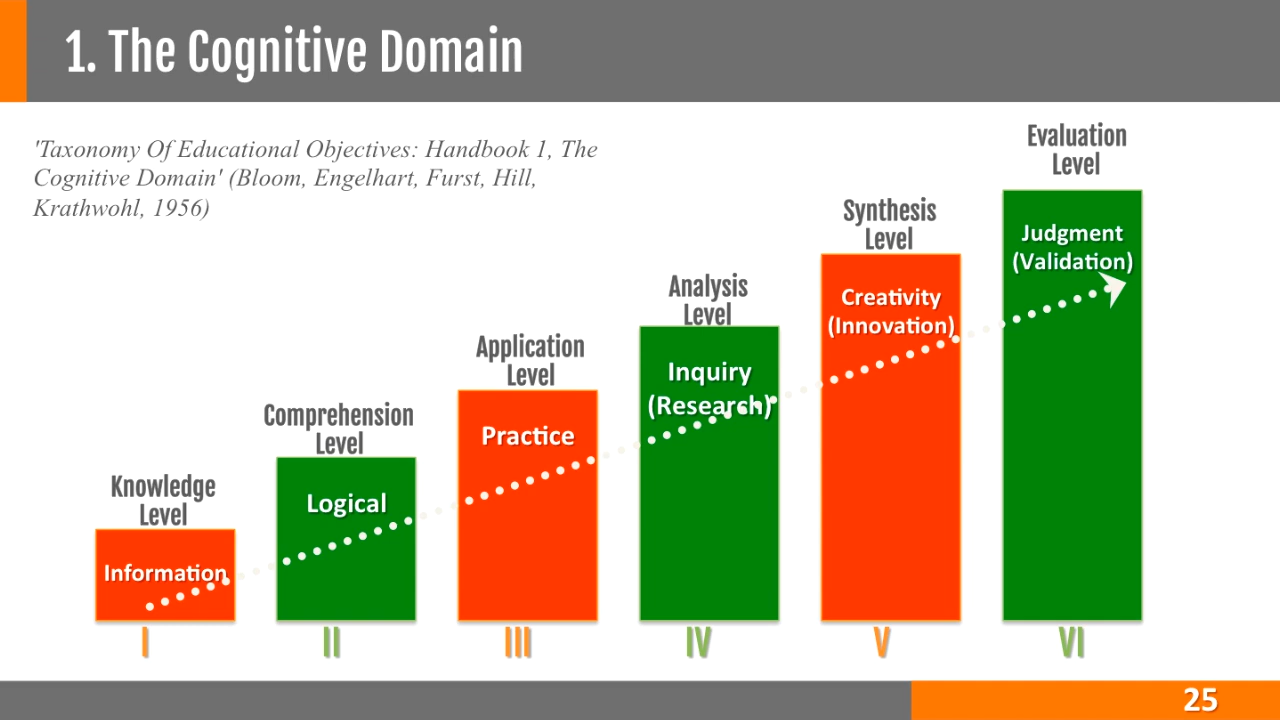 1. The Cognitive Domain
'Taxonomy Of Educational Objectives: Handbook 1, The
Cognitive Domain' (Bloom, Engelhart, Furst, Hill,
Krathwohl, 1956)
Knowledge
Level
Information
I
Comprehension
Level
Logical
II
Application
Level
Practice
III
Analysis
Level
Inquiry
(Research)
IV
Synthesis
Level
Creativity
(Innovation)
V
Evaluation
Level
Judgment
(Validation)
VI
25